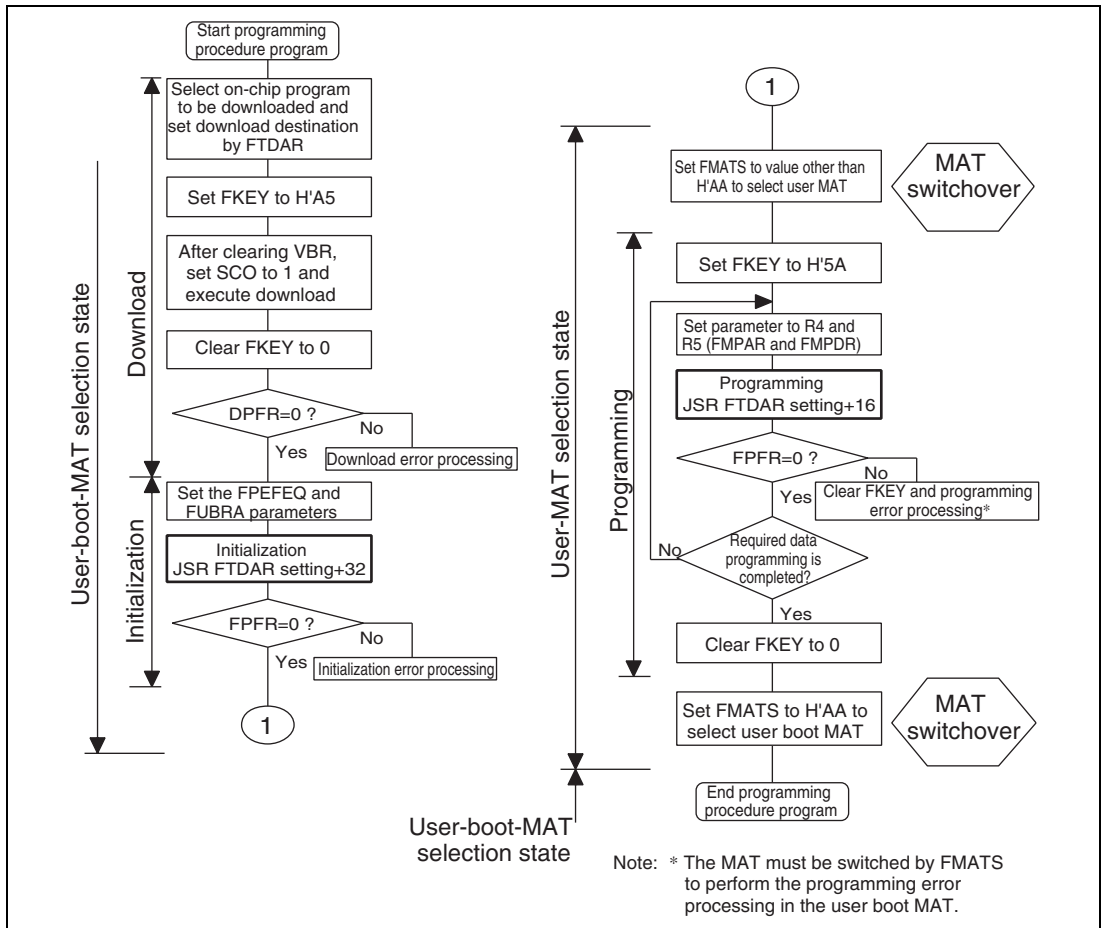 Start programming
procedure program
Select on-chip program
to be downloaded and
set download destination
by FTDAR
Set FKEY to H'A5
After clearing VBR,
set SCO to 1 and
execute download
Clear FKEY to 0
DPFR=0 ?
No
Yes
Download error processing
Set the FPEFEQ and
FUBRA parameters
Initialization
JSR FTDAR setting+32
FPFR=0 ?
No
Yes
Initialization error processing
1
Download
Initialization
User-boot-MAT selection state
1
Set FMATS to value other than
H'AA to select user MAT
MAT
switchover
Set FKEY to H'5A
Set parameter to R4 and
R5 (FMPAR and FMPDR)
Programming
JSR FTDAR setting+16
FPFR=0 ?
No
Yes
Clear FKEY and programming
error processing*
Required data
programming is
completed?
No
Yes
Clear FKEY to 0
Set FMATS to H'AA to
select user boot MAT
MAT
switchover
End programming
procedure program
Programming
User-MAT selection state
User-boot-MAT
selection state
Note: * The MAT must be switched by FMATS
to perform the programming error
processing in the user boot MAT.